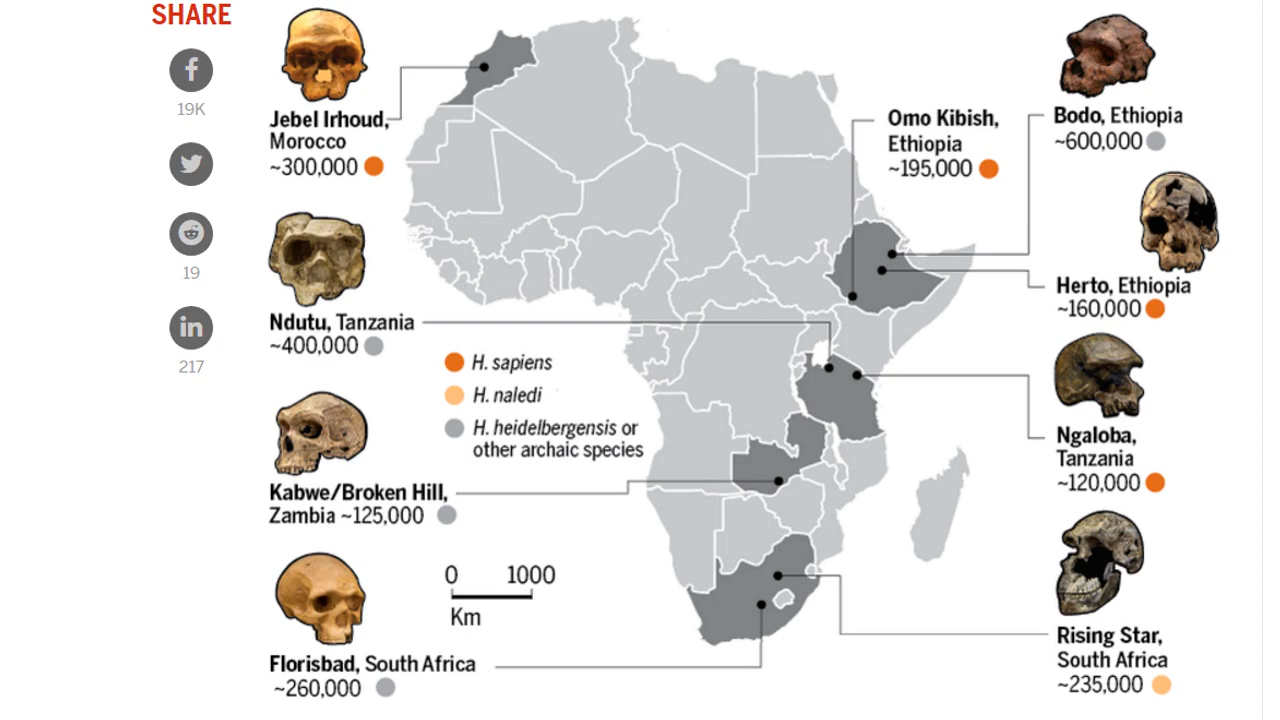 SHARE
f
19K
19
in
217
Jebel Irhoud,
Morocco
~300,000
Ndutu, Tanzania
~400,000
Kabwe/Broken Hill,
Zambia ~125,000
Florisbad, South Africa
~260,000
H. sapiens
H. naledi
H. heidelbergensis or
other archaic species
0 1000
Km
Omo Kibish,
Ethiopia
~195,000
Bodo, Ethiopia
~600,000
Herto, Ethiopia
~160,000
Ngaloba,
Tanzania
~120,000
Rising Star,
South Africa
~235,000